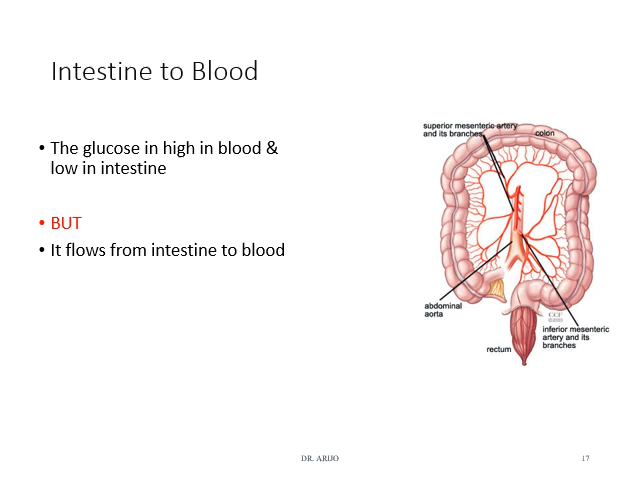 Intestine to Blood
• The glucose in high in blood &
low in intestine
• BUT
• It flows from intestine to blood
superior mesenteric artery
and its branches
colon
abdominal
aorta
CCF
©2003
inferior mesenteric
artery and its
branches
rectum
DR. ARIJO
17